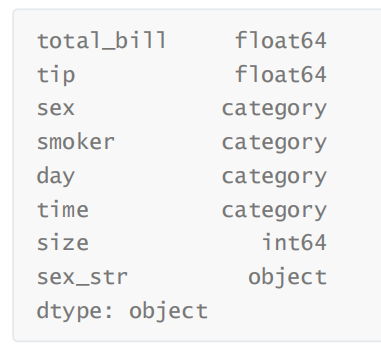 total_bill float64
tip float64
sex category
smoker category
day category
time category
size int64
sex_str object
dtype: object